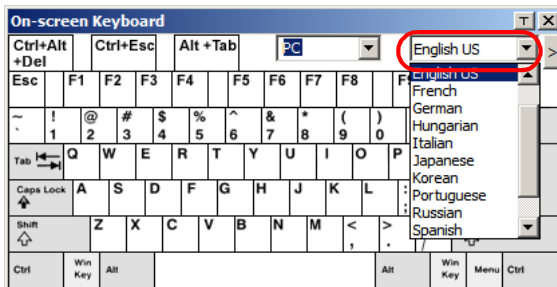 On-screen Keyboard T X
Ctrl+Alt +Del Ctrl+Esc Alt +Tab PC English US >
Esc F1 F2 F3 F4 F5 F6 F7 F8
English US
French
German
Hungarian
Italian
Japanese
Korean
Portuguese
Russian
Spanish
~ ! @ # $ % ^ & * ( )
` 1 2 3 4 5 6 7 8 9 0
Tab Q W E R T Y U I O P
Caps Lock A S D F G H J K L :
;
Shift Z X C V B N M < >
, . /
Ctrl Win Key Alt Alt Win Key Menu Ctrl